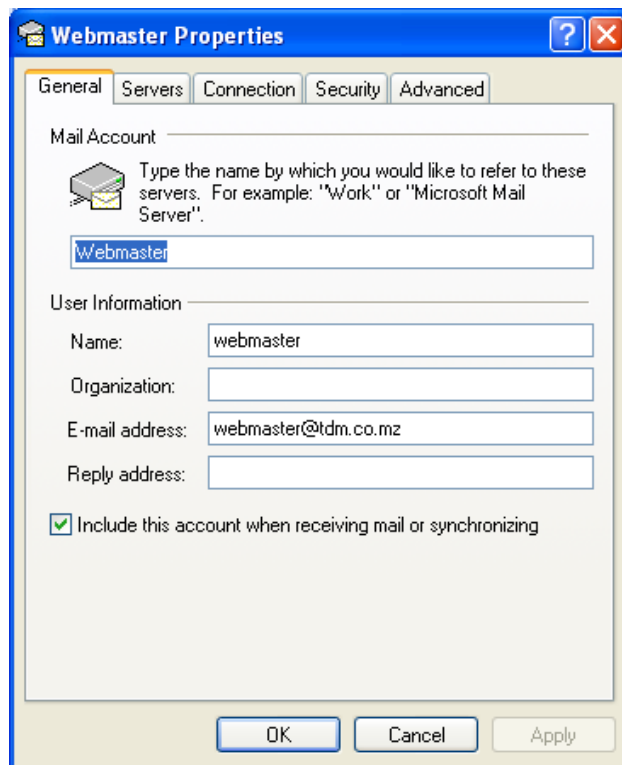 Webmaster Properties
General Servers Connection Security Advanced
Mail Account
Type the name by which you would like to refer to these
servers. For example: "Work" or "Microsoft Mail
Server".
Webmaster
User Information
Name: webmaster
Organization:
E-mail address: webmaster@tdm.co.mz
Reply address:
Include this account when receiving mail or synchronizing
OK Cancel Apply